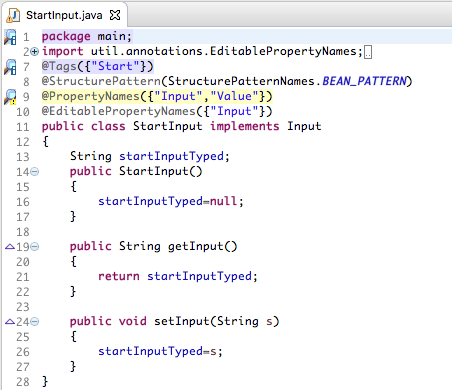 StartInput.java
1 package main;
2 import util.annotations.EditablePropertyNames;
7 @Tags({"Start"})
8 @StructurePattern(StructurePatternNames.BEAN_PATTERN)
9 @PropertyNames({"Input","Value"})
10 @EditablePropertyNames({"Input"})
11 public class StartInput implements Input
12 {
13     String startInputTyped;
14     public StartInput()
15     {
16         startInputTyped=null;
17     }
18
19     public String getInput()
20     {
21         return startInputTyped;
22     }
23
24     public void setInput(String s)
25     {
26         startInputTyped=s;
27     }
28 }